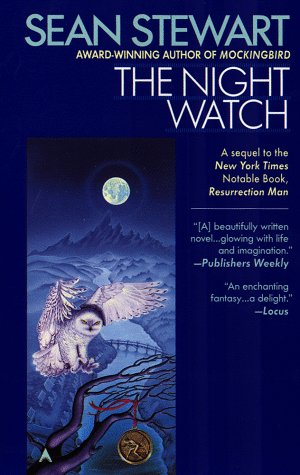 SEAN STEWART
AWARD-WINNING AUTHOR OF MOCKINGBIRD
THE NIGHT
WATCH
A sequel to the
New York Times
Notable Book,
Resurrection Man
"[A] beautifully written
novel...glowing with life
and imagination."
—Publishers Weekly
"An enchanting
fantasy...a delight."
—Locus